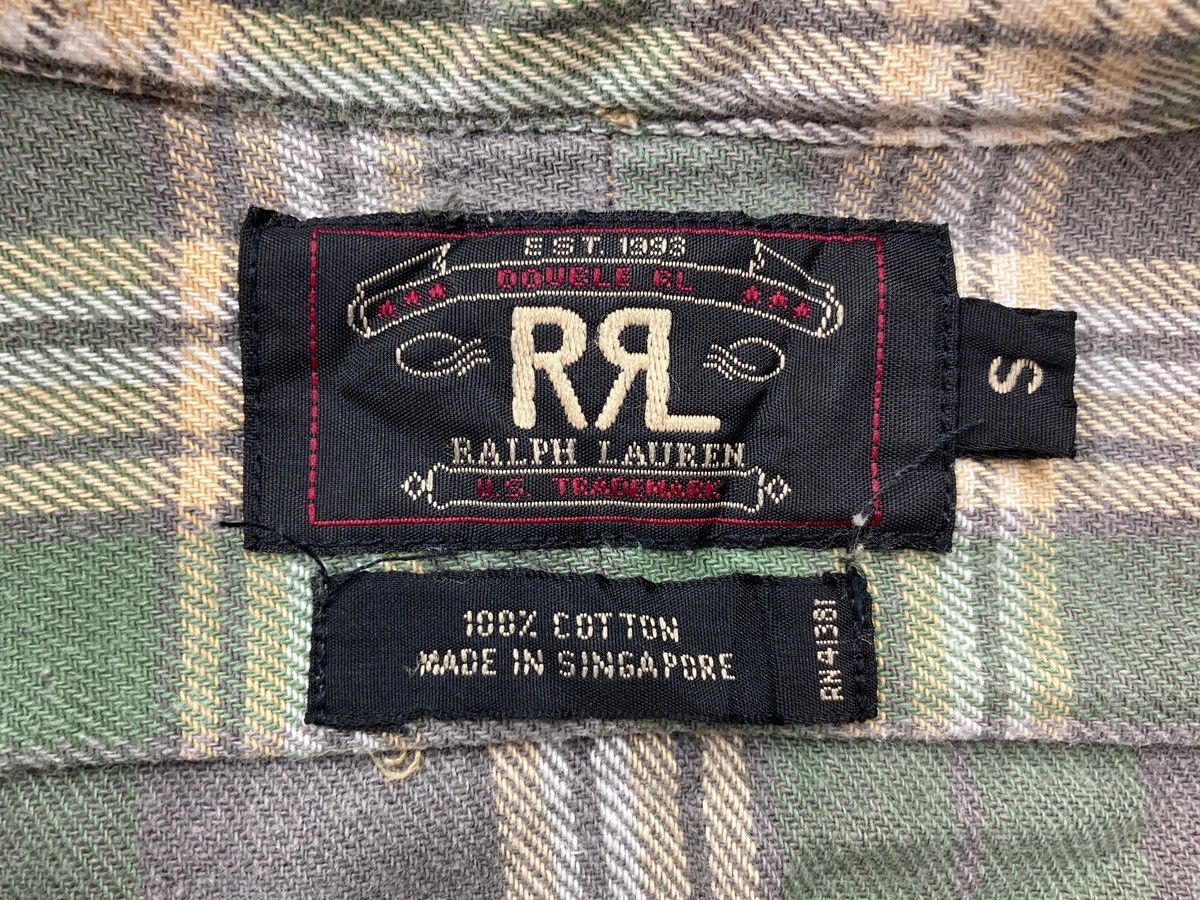 EST 1993
DOUBLE RL
RRL
RALPH LAUREN
U.S. TRADEMARK
S
100% COTTON
MADE IN SINGAPORE
RN41381